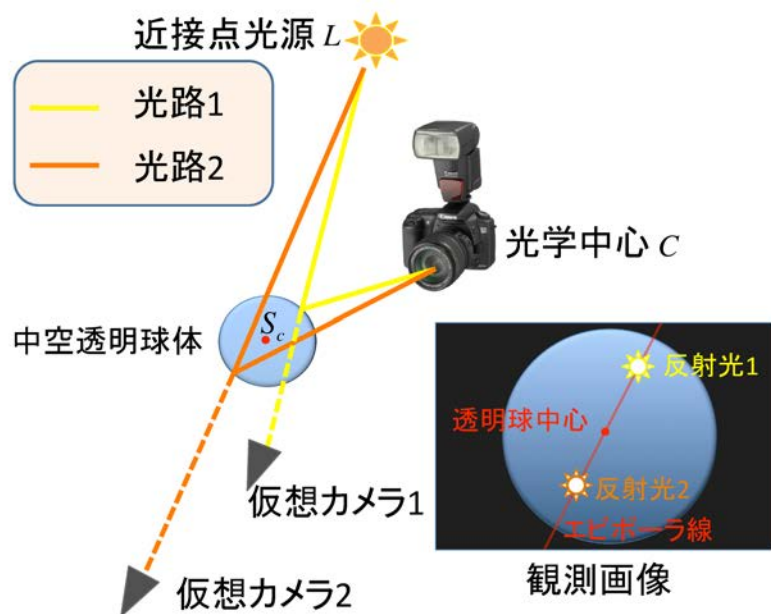 近接点光源 L
光路1
光路2
光学中心 C
中空透明球体
S_c
反射光1
透明球中心
反射光2
エピポーラ線
仮想カメラ1
観測画像
仮想カメラ2